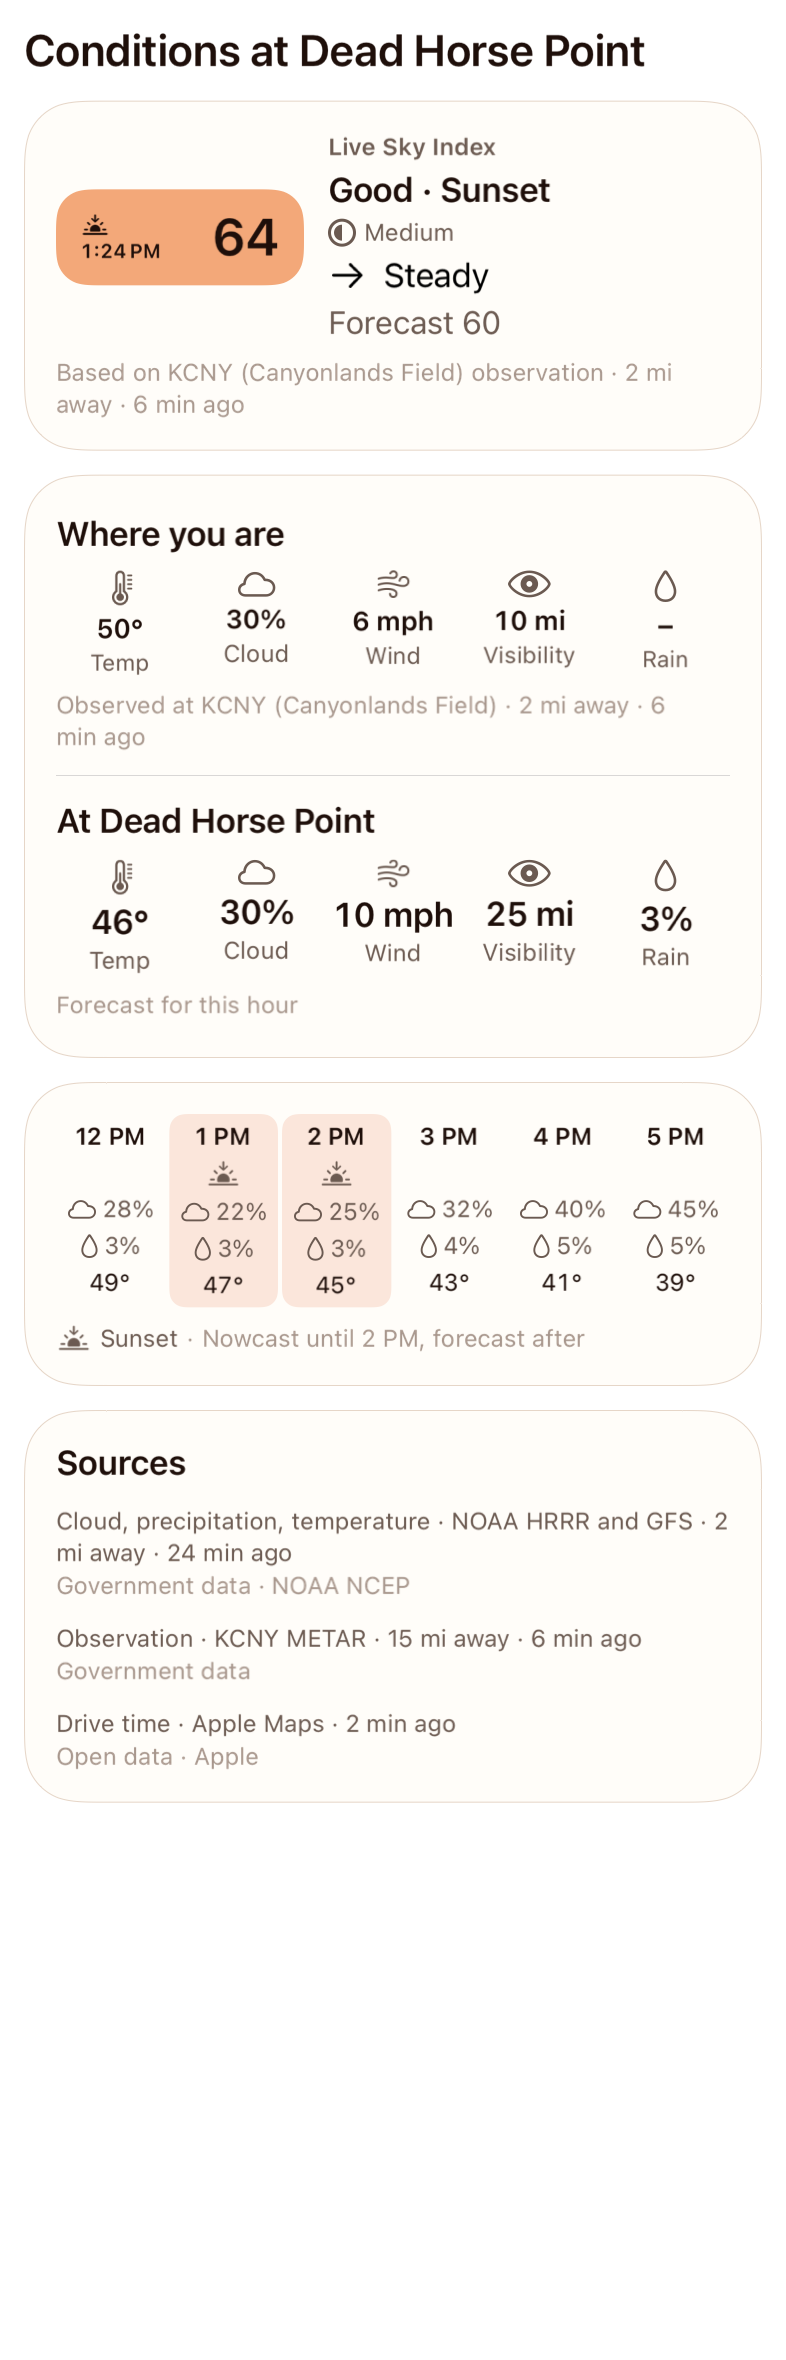 Conditions at Dead Horse Point
Live Sky Index
Good · Sunset
Medium
→ Steady
Forecast 60
1:24 PM
64
Based on KCNY (Canyonlands Field) observation · 2 mi
away · 6 min ago
Where you are
50° 30% 6 mph 10 mi –
Temp Cloud Wind Visibility Rain
Observed at KCNY (Canyonlands Field) · 2 mi away · 6
min ago
At Dead Horse Point
46° 30% 10 mph 25 mi 3%
Temp Cloud Wind Visibility Rain
Forecast for this hour
12 PM 1 PM 2 PM 3 PM 4 PM 5 PM
28% 22% 25% 32% 40% 45%
3% 3% 3% 4% 5% 5%
49° 47° 45° 43° 41° 39°
Sunset · Nowcast until 2 PM, forecast after
Sources
Cloud, precipitation, temperature · NOAA HRRR and GFS · 2
mi away · 24 min ago
Government data · NOAA NCEP
Observation · KCNY METAR · 15 mi away · 6 min ago
Government data
Drive time · Apple Maps · 2 min ago
Open data · Apple